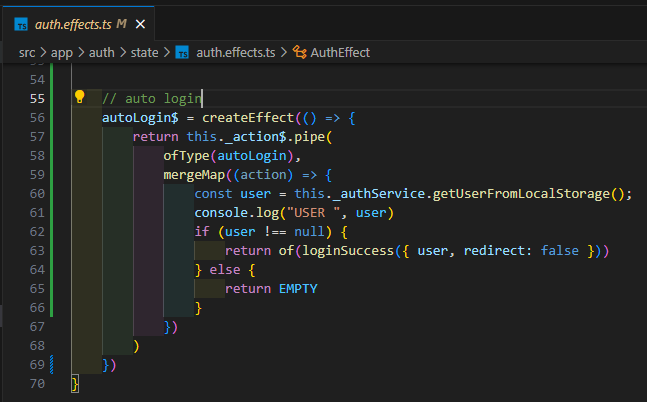 TS auth.effects.ts M ×
src > app > auth > state > TS auth.effects.ts > AuthEffect
54
55 // auto login
56 autoLogin$ = createEffect(() => {
57 return this._action$.pipe(
58 ofType(autoLogin),
59 mergeMap((action) => {
60 const user = this._authService.getUserFromLocalStorage();
61 console.log("USER ", user)
62 if (user !== null) {
63 return of(loginSuccess({ user, redirect: false }))
64 } else {
65 return EMPTY
66 }
67 })
68 )
69 })
70 }